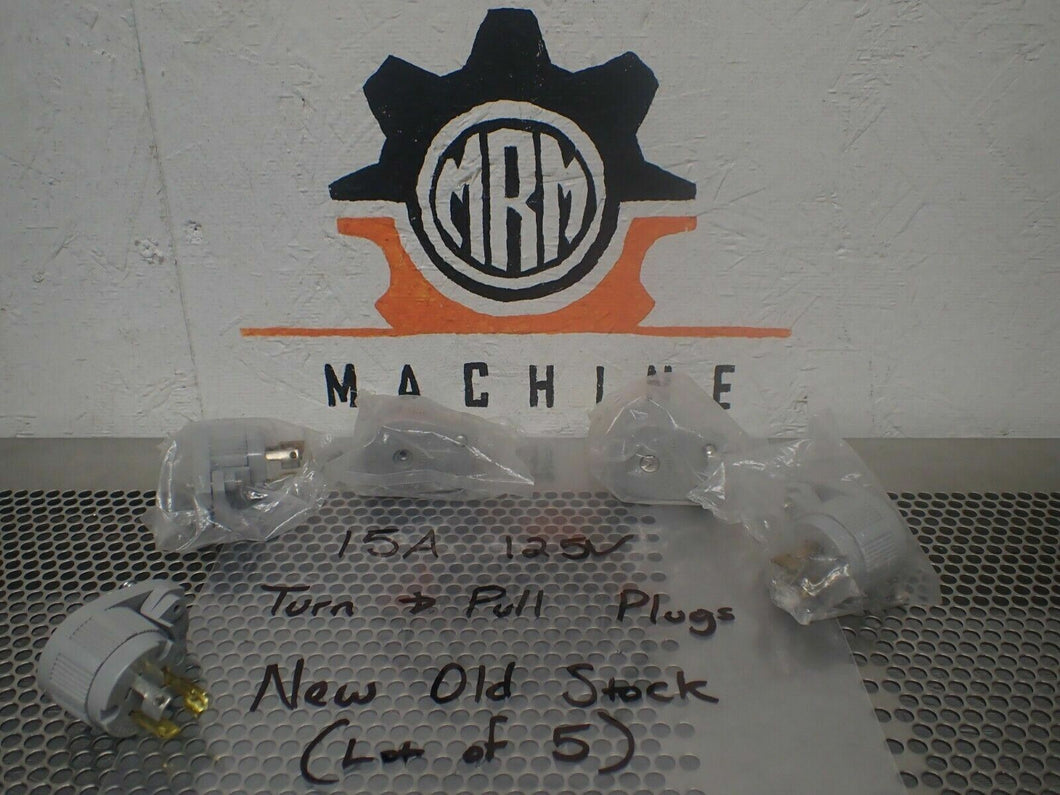 MRM
MACHINE
15A 125V
Turn → Pull Plugs
New Old Stock
(Lot of 5)